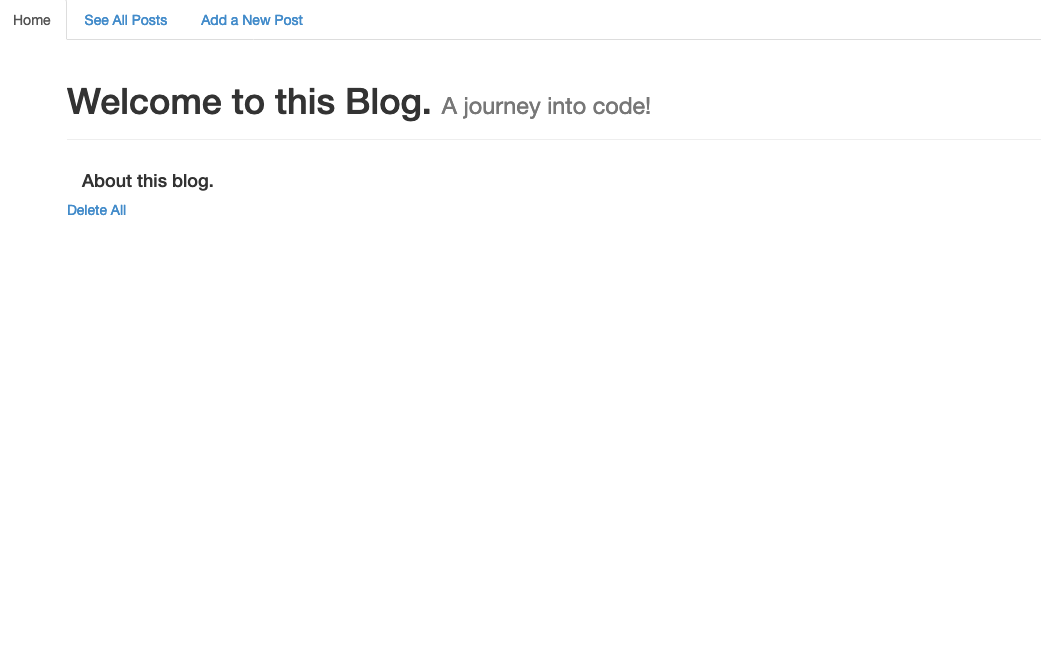 Home See All Posts Add a New Post
Welcome to this Blog. A journey into code!
About this blog.
Delete All